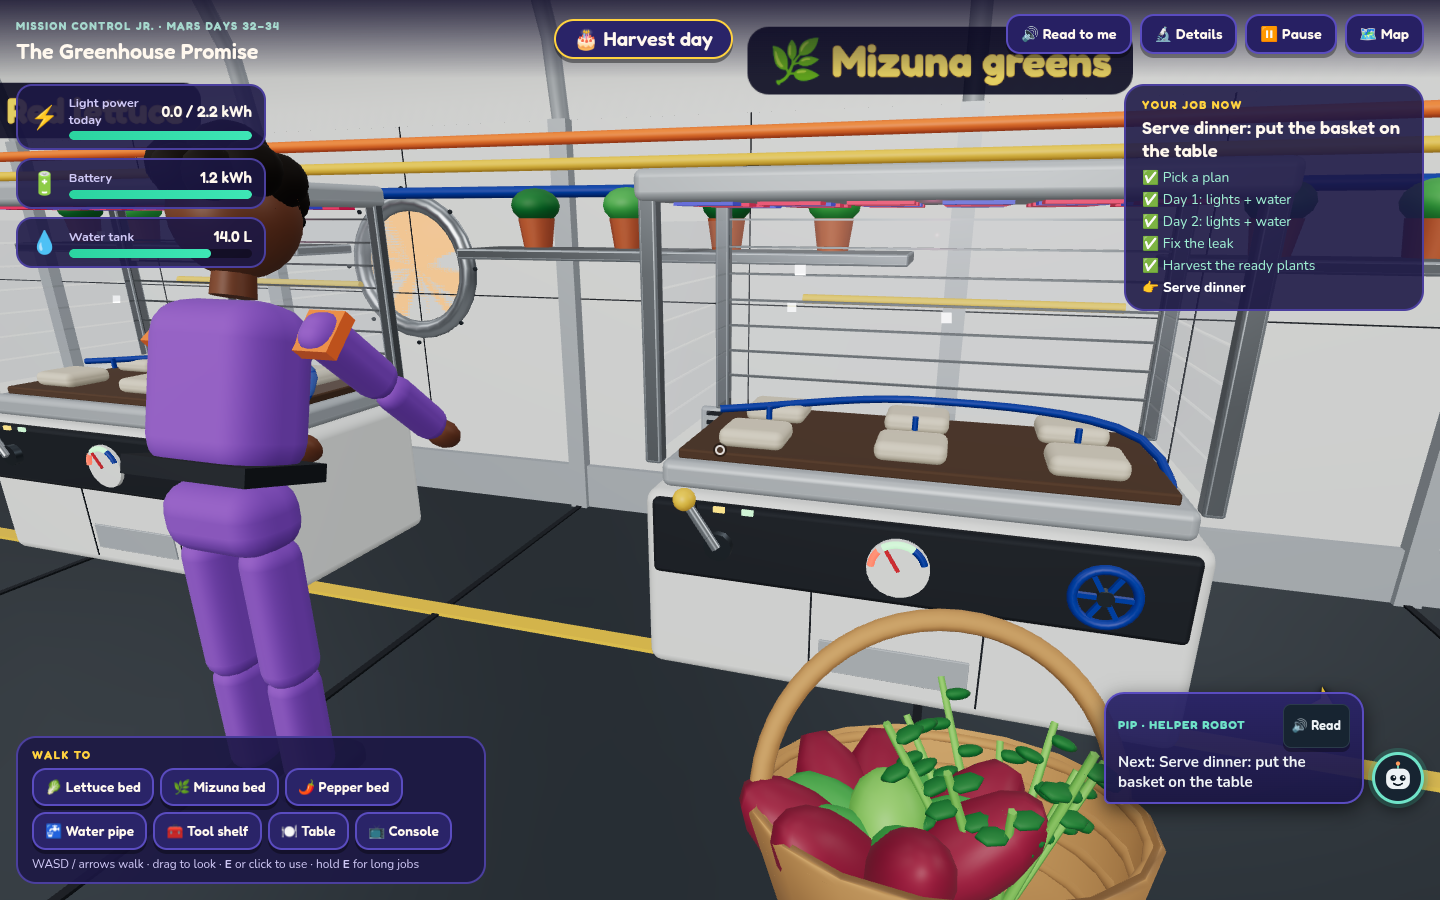 MISSION CONTROL JR. · MARS DAYS 32–34
The Greenhouse Promise
🎂 Harvest day
🔊 Read to me
🔬 Details
⏸️ Pause
🗺️ Map
🌿 Mizuna greens
Red lettuce
⚡ Light power today 0.0 / 2.2 kWh
🔋 Battery 1.2 kWh
💧 Water tank 14.0 L
YOUR JOB NOW
Serve dinner: put the basket on
the table
✅ Pick a plan
✅ Day 1: lights + water
✅ Day 2: lights + water
✅ Fix the leak
✅ Harvest the ready plants
👉 Serve dinner
PIP · HELPER ROBOT
🔊 Read
Next: Serve dinner: put the
basket on the table
WALK TO
🥬 Lettuce bed
🌿 Mizuna bed
🌶️ Pepper bed
🚰 Water pipe
🧰 Tool shelf
🍽️ Table
📺 Console
WASD / arrows walk · drag to look · E or click to use · hold E for long jobs